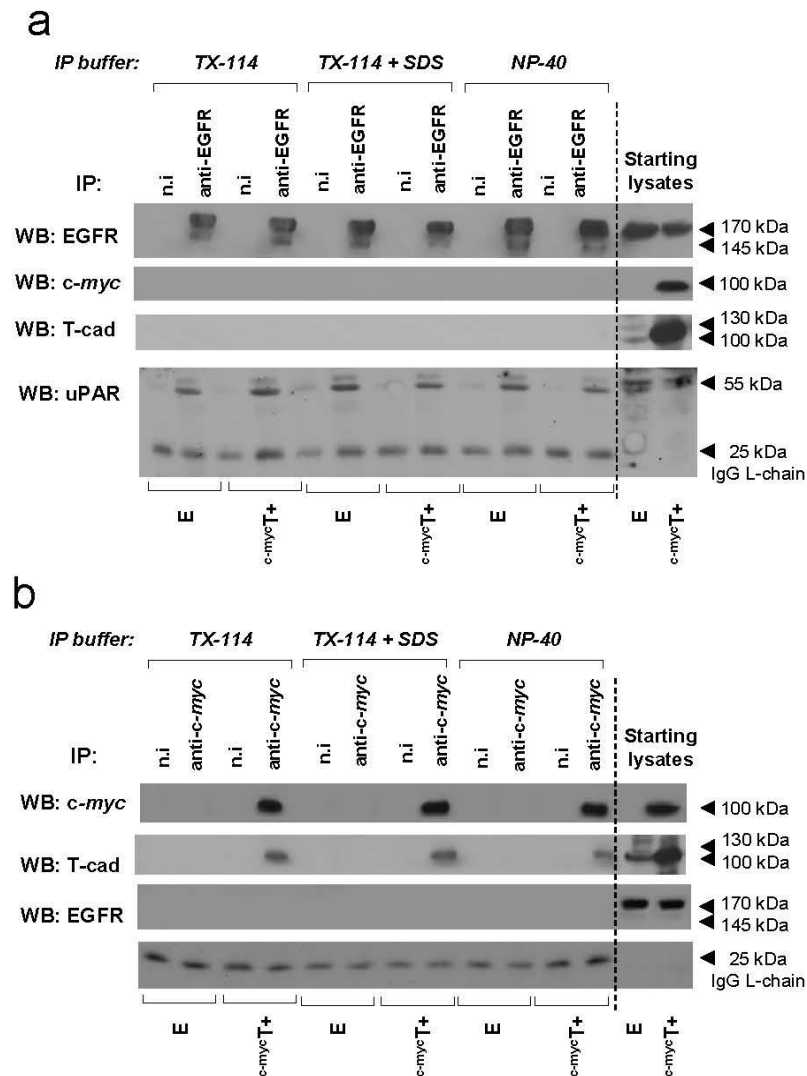 a
IP buffer: TX-114 TX-114 + SDS NP-40
IP: n.i anti-EGFR n.i anti-EGFR n.i anti-EGFR n.i anti-EGFR n.i anti-EGFR n.i anti-EGFR Starting lysates
WB: EGFR 170 kDa
145 kDa
WB: c-myc 100 kDa
WB: T-cad 130 kDa
100 kDa
WB: uPAR 55 kDa
25 kDa
IgG L-chain
E c-mycT+ E c-mycT+ E c-mycT+ E c-mycT+
b
IP buffer: TX-114 TX-114 + SDS NP-40
IP: n.i anti-c-myc n.i anti-c-myc n.i anti-c-myc n.i anti-c-myc n.i anti-c-myc n.i anti-c-myc Starting lysates
WB: c-myc 100 kDa
WB: T-cad 130 kDa
100 kDa
WB: EGFR 170 kDa
145 kDa
25 kDa
IgG L-chain
E c-mycT+ E c-mycT+ E c-mycT+ E c-mycT+